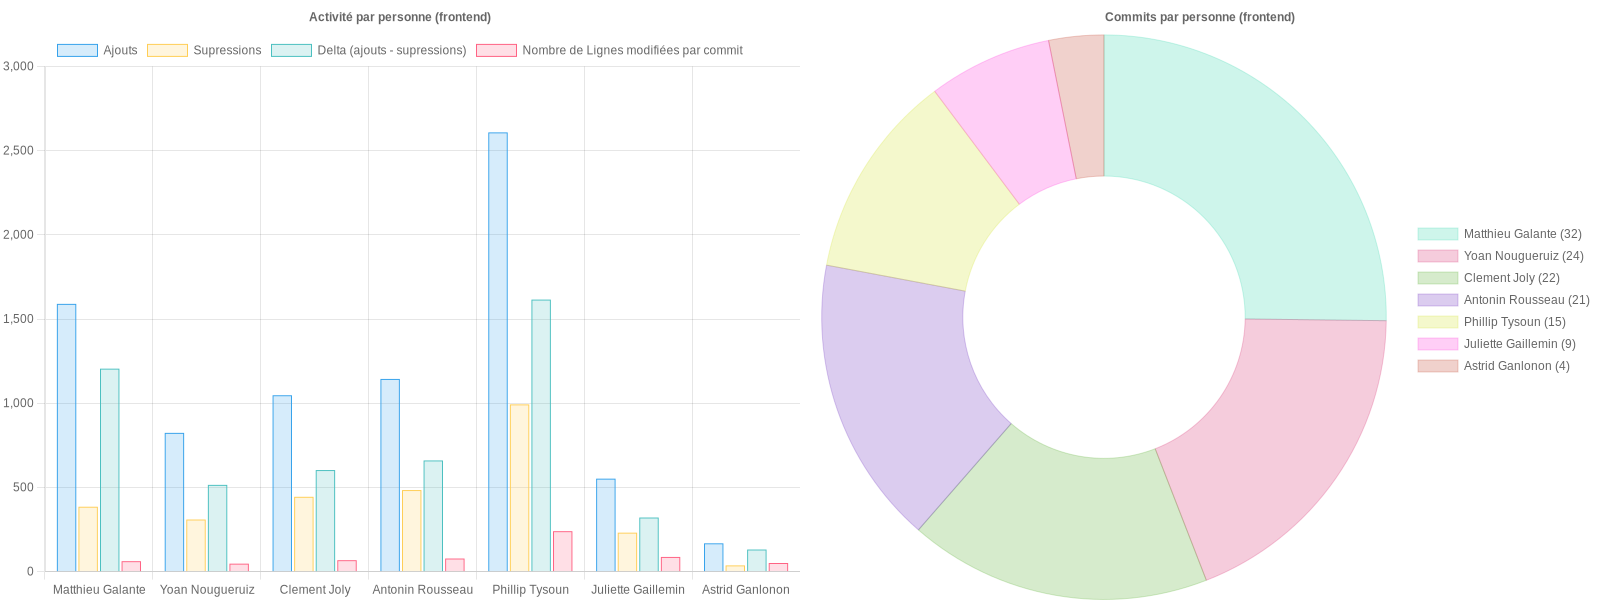 Activité par personne (frontend)
Ajouts
Supressions
Delta (ajouts - supressions)
Nombre de Lignes modifiées par commit
3,000
2,500
2,000
1,500
1,000
500
0
Matthieu Galante
Yoan Nougueruiz
Clement Joly
Antonin Rousseau
Phillip Tysoun
Juliette Gaillemin
Astrid Ganlonon
Commits par personne (frontend)
Matthieu Galante (32)
Yoan Nougueruiz (24)
Clement Joly (22)
Antonin Rousseau (21)
Phillip Tysoun (15)
Juliette Gaillemin (9)
Astrid Ganlonon (4)